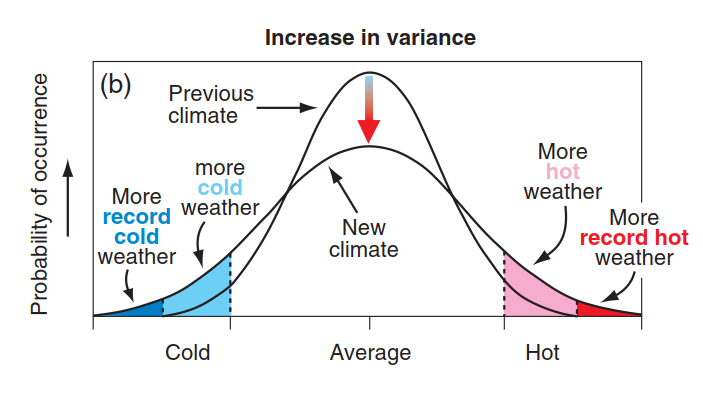 Increase in variance
(b)
Previous
climate
Probability of occurrence
more
cold
weather
More
record
cold
weather
New
climate
More
hot
weather
More
record hot
weather
Cold
Average
Hot